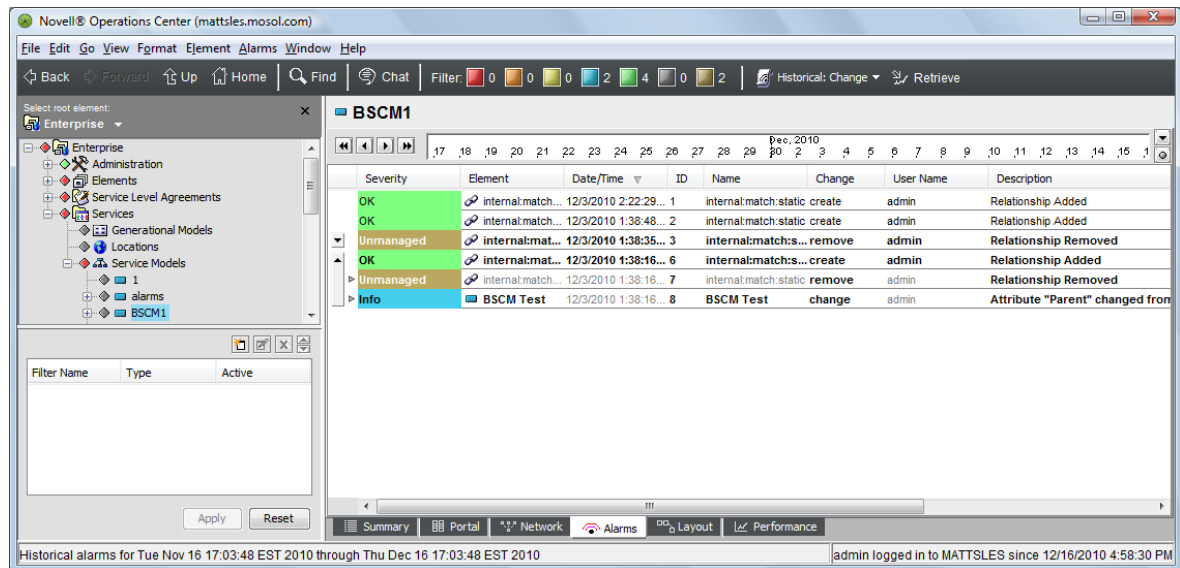 Novell® Operations Center (mattsles.mosol.com)
File Edit Go View Format Element Alarms Window Help
Back Forward Up Home Find Chat Filter: 0 0 0 2 4 0 2 Historical: Change Retrieve
Select root element:
Enterprise
Enterprise
Administration
Elements
Service Level Agreements
Services
Generational Models
Locations
Service Models
1
alarms
BSCM1
Filter Name Type Active
Apply Reset
BSCM1
Dec, 2010
17 18 19 20 21 22 23 24 25 26 27 28 29 30 2 3 4 5 6 7 8 9 10 11 12 13 14 15 1
Severity Element Date/Time ID Name Change User Name Description
OK internal:match... 12/3/2010 2:22:29... 1 internal:match:static create admin Relationship Added
OK internal:match... 12/3/2010 1:38:48... 2 internal:match:static create admin Relationship Added
Unmanaged internal:mat... 12/3/2010 1:38:35... 3 internal:match:s... remove admin Relationship Removed
OK internal:mat... 12/3/2010 1:38:16... 6 internal:match:s... create admin Relationship Added
Unmanaged internal:match... 12/3/2010 1:38:16... 7 internal:match:static remove admin Relationship Removed
Info BSCM Test 12/3/2010 1:38:16... 8 BSCM Test change admin Attribute "Parent" changed from
Summary Portal Network Alarms Layout Performance
Historical alarms for Tue Nov 16 17:03:48 EST 2010 through Thu Dec 16 17:03:48 EST 2010
admin logged in to MATTSLES since 12/16/2010 4:58:30 PM